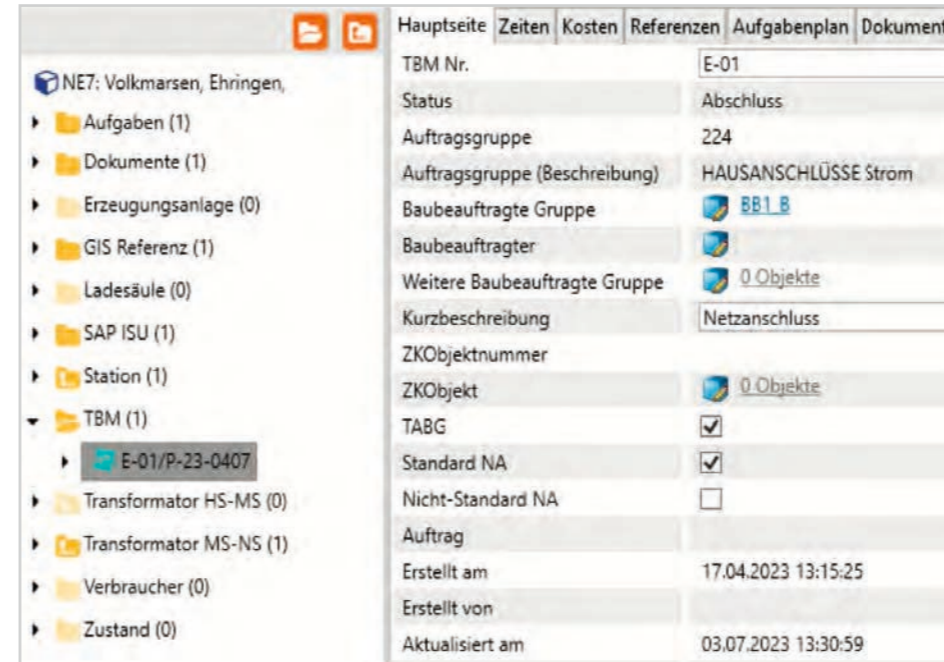 NE7: Volkmarsen, Ehringen,
Aufgaben (1)
Dokumente (1)
Erzeugungsanlage (0)
GIS Referenz (1)
Ladesäule (0)
SAP ISU (1)
Station (1)
TBM (1)
E-01/P-23-0407
Transformator HS-MS (0)
Transformator MS-NS (1)
Verbraucher (0)
Zustand (0)
Hauptseite Zeiten Kosten Referenzen Aufgabenplan Dokument
TBM Nr. E-01
Status Abschluss
Auftragsgruppe 224
Auftragsgruppe (Beschreibung) HAUSANSCHLÜSSE Strom
Baubeauftragte Gruppe BB1_B
Baubeauftragter
Weitere Baubeauftragte Gruppe 0 Objekte
Kurzbeschreibung Netzanschluss
ZKObjektnummer
ZKObjekt 0 Objekte
TABG
Standard NA
Nicht-Standard NA
Auftrag
Erstellt am 17.04.2023 13:15:25
Erstellt von
Aktualisiert am 03.07.2023 13:30:59